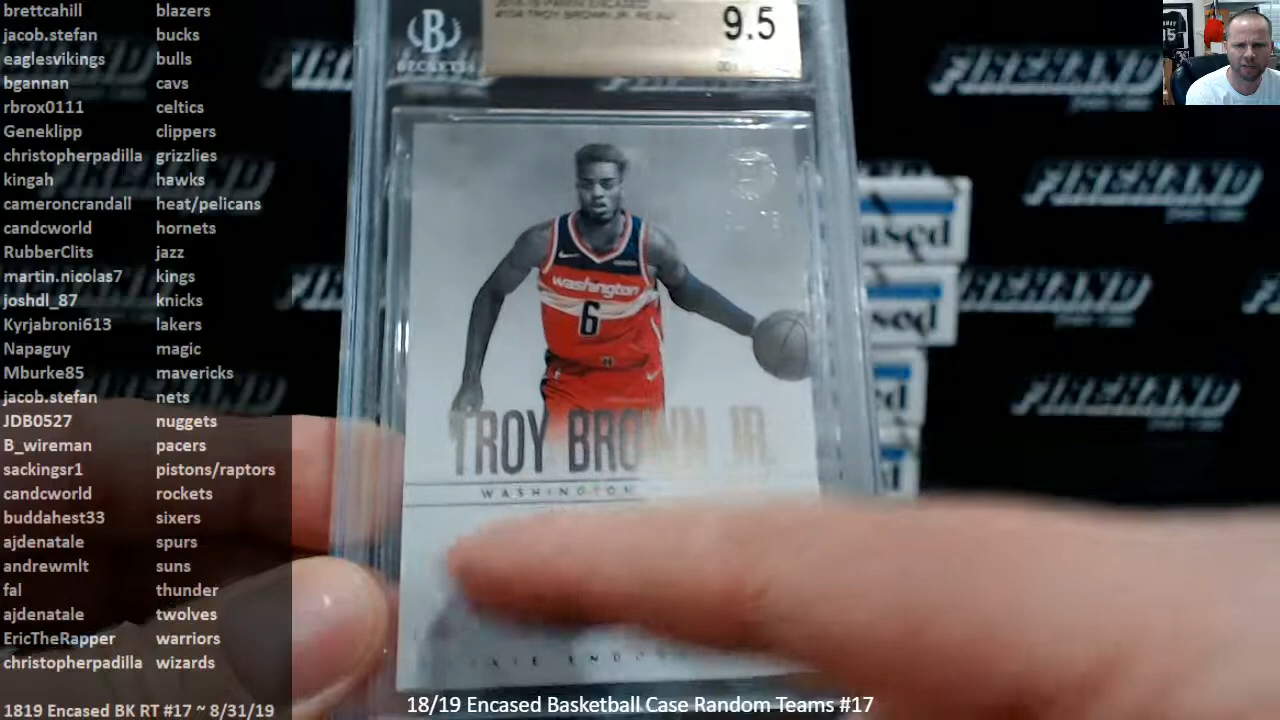 brettcahill blazers
jacob.stefan bucks
eaglesvikings bulls
bgannan cavs
rbrox0111 celtics
Geneklipp clippers
christopherpadilla grizzlies
kingah hawks
cameroncrandall heat/pelicans
candcworld hornets
RubberClits jazz
martin.nicolas7 kings
joshdl_87 knicks
Kyrjabroni613 lakers
Napaguy magic
Mburke85 mavericks
jacob.stefan nets
JDB0527 nuggets
B_wireman pacers
sackingsr1 pistons/raptors
candcworld rockets
buddahest33 sixers
ajdenatale spurs
andrewmlt suns
fal thunder
ajdenatale twolves
EricTheRapper warriors
christopherpadilla wizards
1819 Encased BK RT #17 ~ 8/31/19
B
BECKETT
9.5
washington
6
TROY BROWN JR.
WASHINGTON
FIREHAND
FIREHAND
FIREHAND
FIREHAND
18/19 Encased Basketball Case Random Teams #17